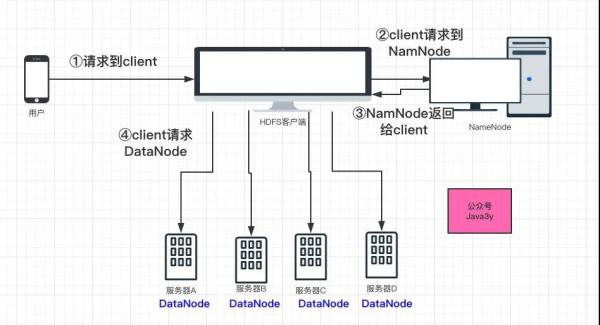 ①请求到client
②client请求到
NamNode
用户
HDFS客户端
③NamNode返回
给client
NameNode
④client请求
DataNode
公众号
Java3y
服务器A
服务器B
服务器C
服务器D
DataNode
DataNode
DataNode
DataNode